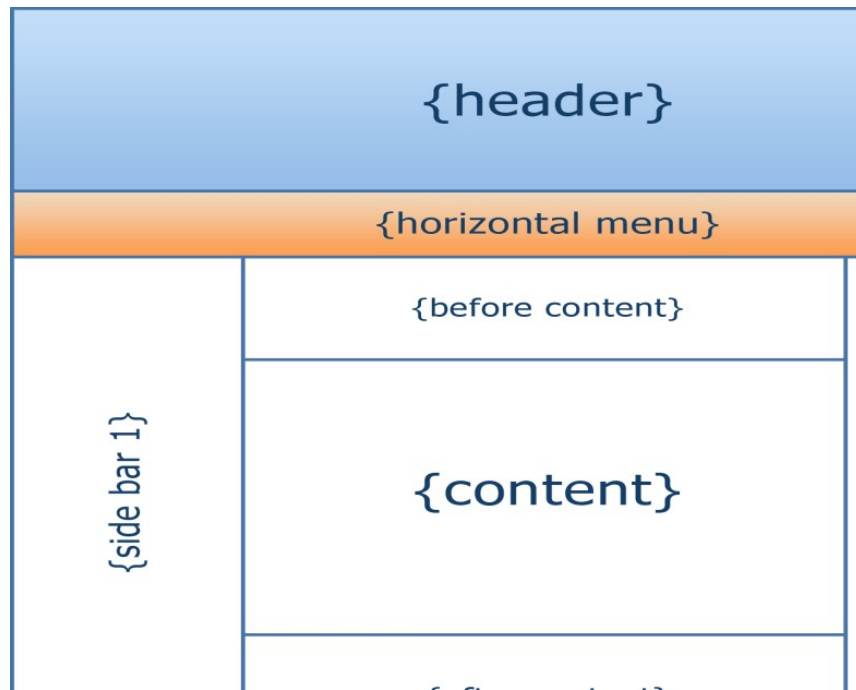 {header}
{horizontal menu}
{before content}
{side bar 1}
{content}